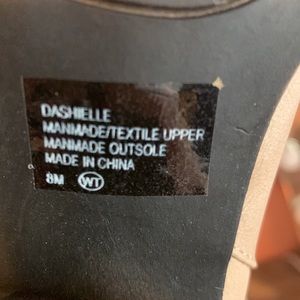 DASHIELLE
MANMADE/TEXTILE UPPER
MANMADE OUTSOLE
MADE IN CHINA
8M WT